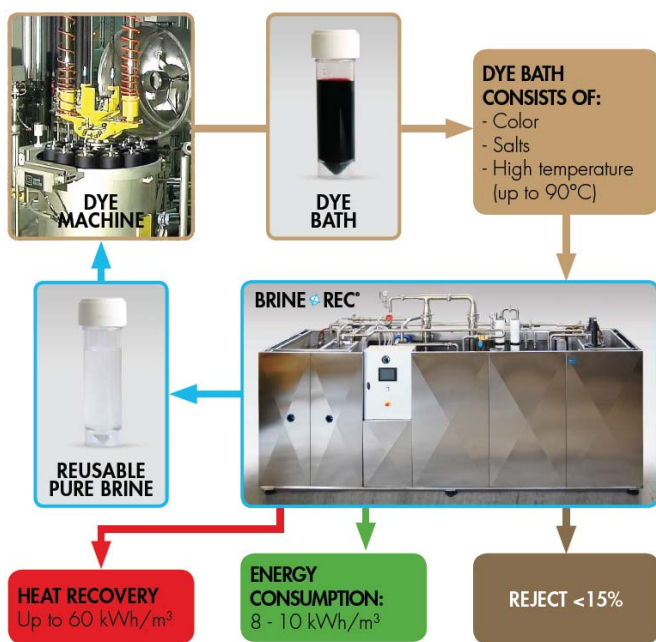 DYE
MACHINE
DYE
BATH
DYE BATH
CONSISTS OF:
- Color
- Salts
- High temperature
(up to 90°C)
REUSABLE
PURE BRINE
BRINE REC®
HEAT RECOVERY
Up to 60 kWh/m³
ENERGY
CONSUMPTION:
8 - 10 kWh/m³
REJECT <15%